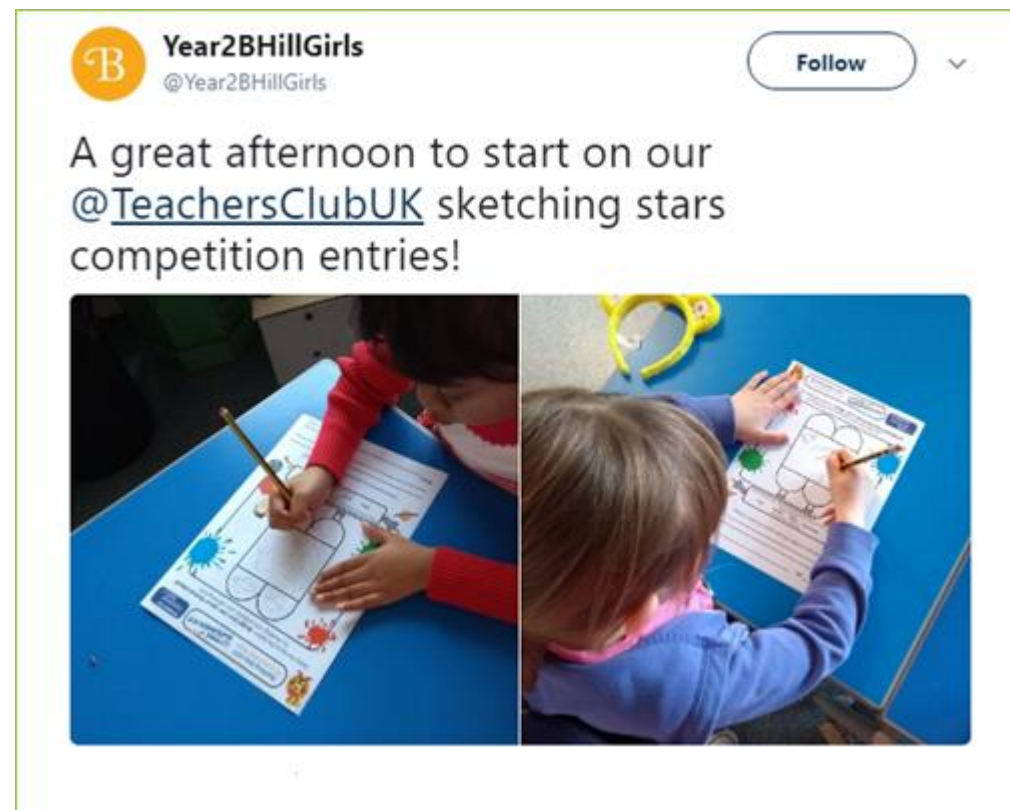 B
Year2BHillGirls
@Year2BHillGirls
Follow
A great afternoon to start on our
@TeachersClubUK sketching stars
competition entries!